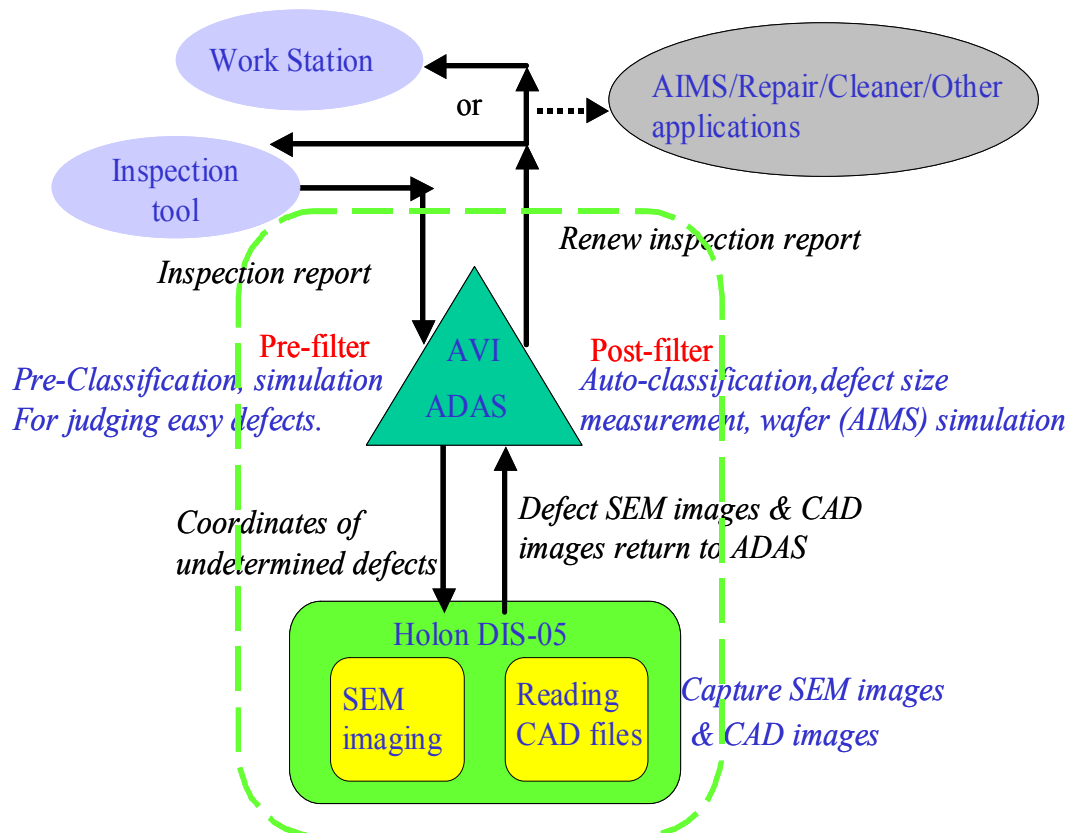 Work Station
AIMS/Repair/Cleaner/Other
applications
or
Inspection
tool
Renew inspection report
Inspection report
Pre-filter
Pre-Classification, simulation
For judging easy defects.
AVI
ADAS
Post-filter
Auto-classification,defect size
measurement, wafer (AIMS) simulation
Coordinates of
undetermined defects
Defect SEM images & CAD
images return to ADAS
Holon DIS-05
SEM
imaging
Reading
CAD files
Capture SEM images
& CAD images